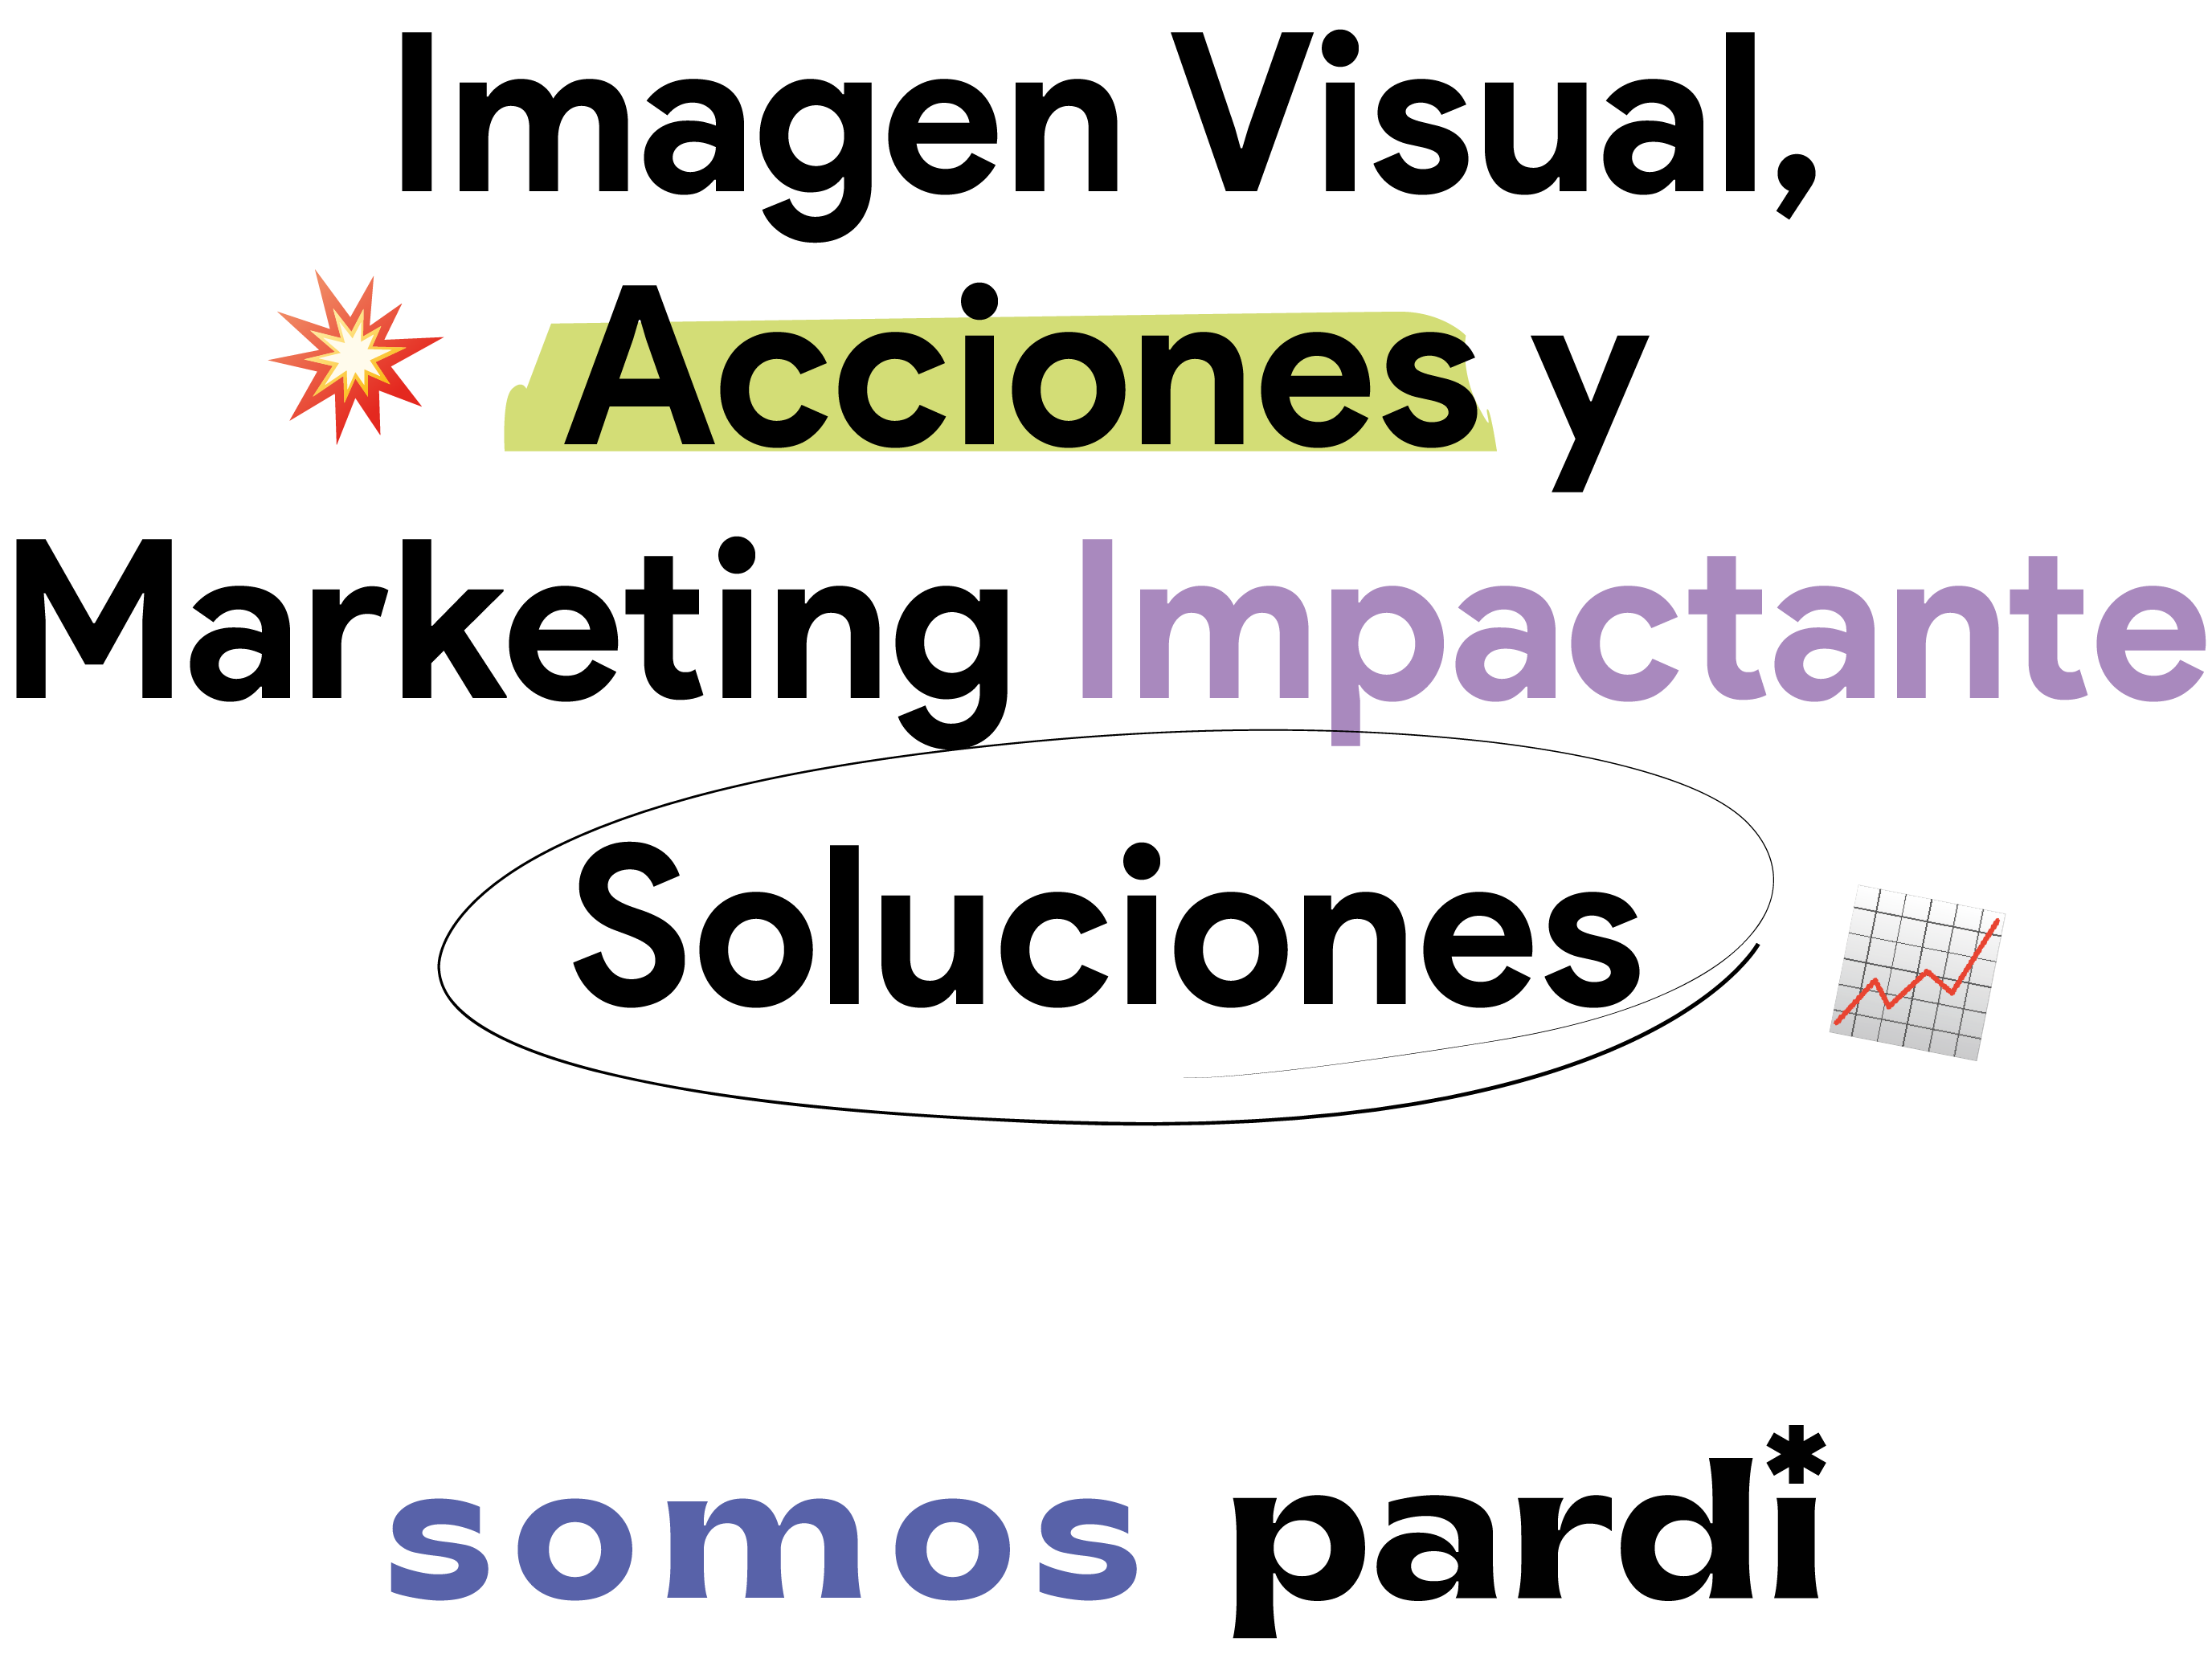 Imagen Visual,
Acciones y
Marketing Impactante
Soluciones
somos pardi